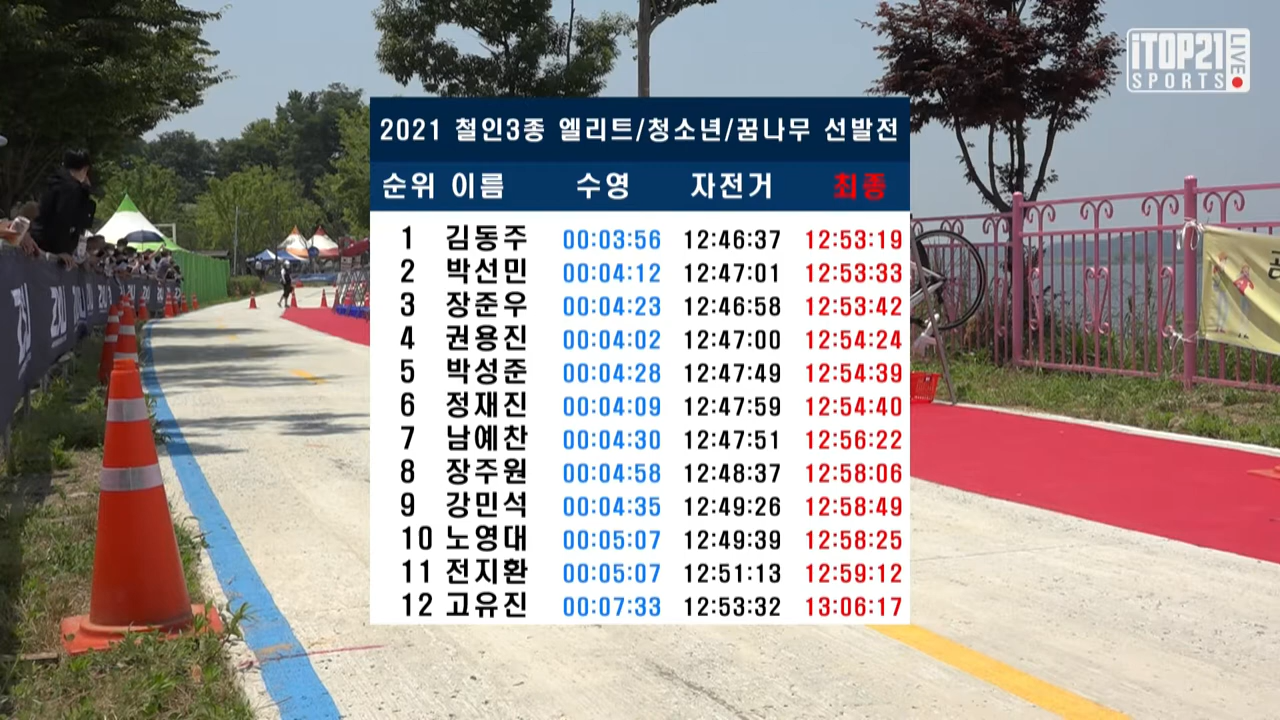 iTOP21
SPORTS
LIVE
2021 철인3종 엘리트/청소년/꿈나무 선발전
순위 이름 수영 자전거 최종
1 김동주 00:03:56 12:46:37 12:53:19
2 박선민 00:04:12 12:47:01 12:53:33
3 장준우 00:04:23 12:46:58 12:53:42
4 권용진 00:04:02 12:47:00 12:54:24
5 박성준 00:04:28 12:47:49 12:54:39
6 정재진 00:04:09 12:47:59 12:54:40
7 남예찬 00:04:30 12:47:51 12:56:22
8 장주원 00:04:58 12:48:37 12:58:06
9 강민석 00:04:35 12:49:26 12:58:49
10 노영대 00:05:07 12:49:39 12:58:25
11 전지환 00:05:07 12:51:13 12:59:12
12 고유진 00:07:33 12:53:32 13:06:17